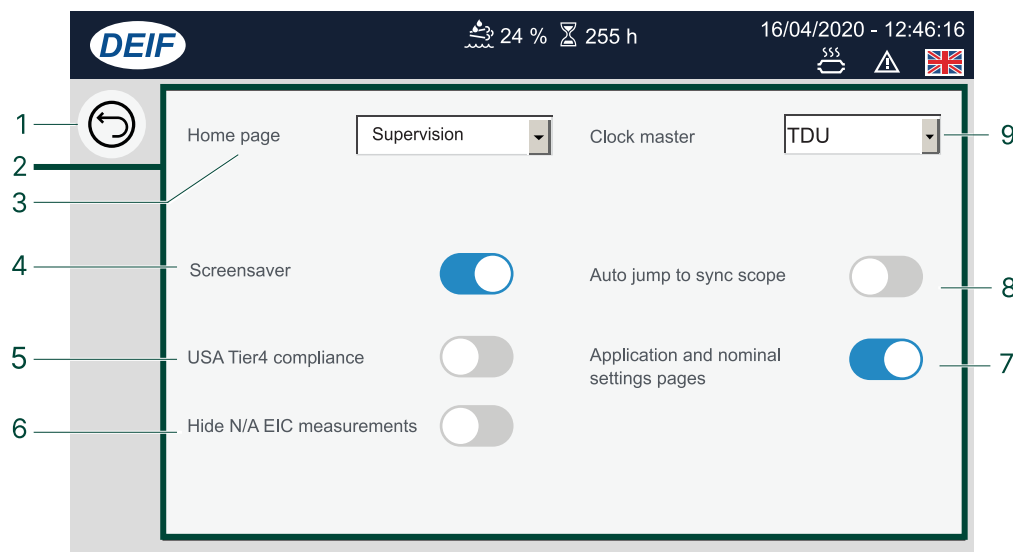 DEIF
24 %
255 h
16/04/2020 - 12:46:16
1
2
3
4
5
6
Home page
Supervision
Clock master
TDU
9
Screensaver
Auto jump to sync scope
8
USA Tier4 compliance
Application and nominal
settings pages
7
Hide N/A EIC measurements